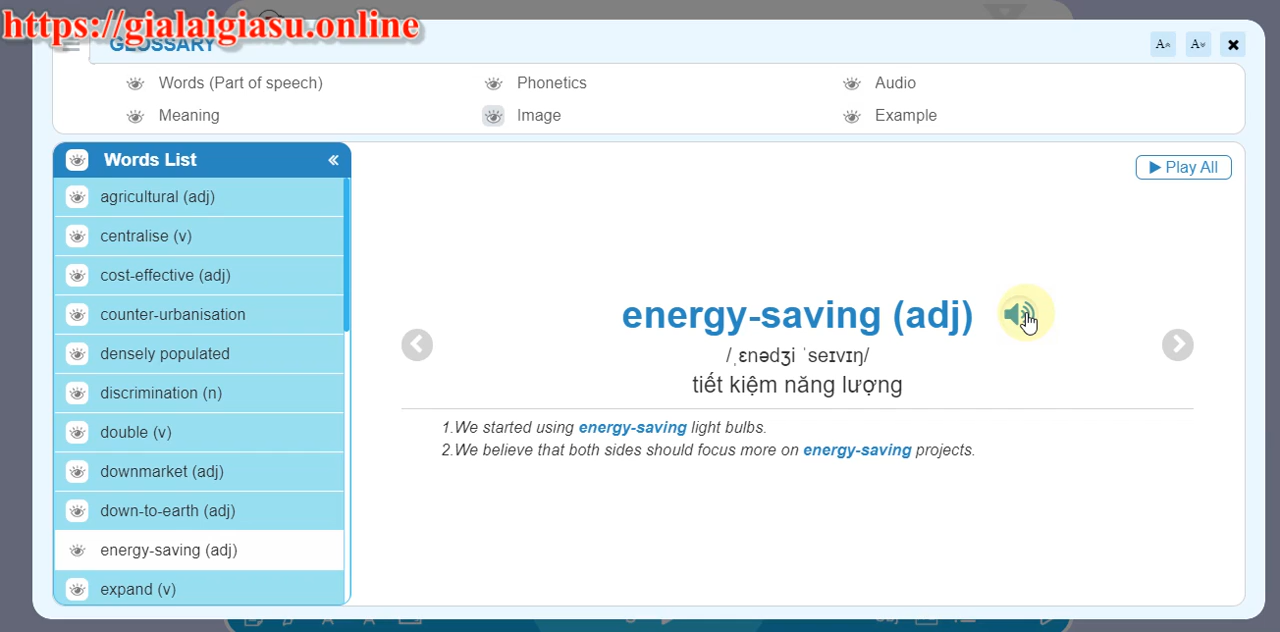 https://gialaigiasu.online
GLOSSARY
A A
Words (Part of speech) Phonetics Audio
Meaning Image Example
Words List «
Play All
agricultural (adj)
centralise (v)
cost-effective (adj)
counter-urbanisation
densely populated
discrimination (n)
double (v)
downmarket (adj)
down-to-earth (adj)
energy-saving (adj)
expand (v)
energy-saving (adj)
/ˌɛnədʒi ˈseɪvɪŋ/
tiết kiệm năng lượng
1.We started using energy-saving light bulbs.
2.We believe that both sides should focus more on energy-saving projects.